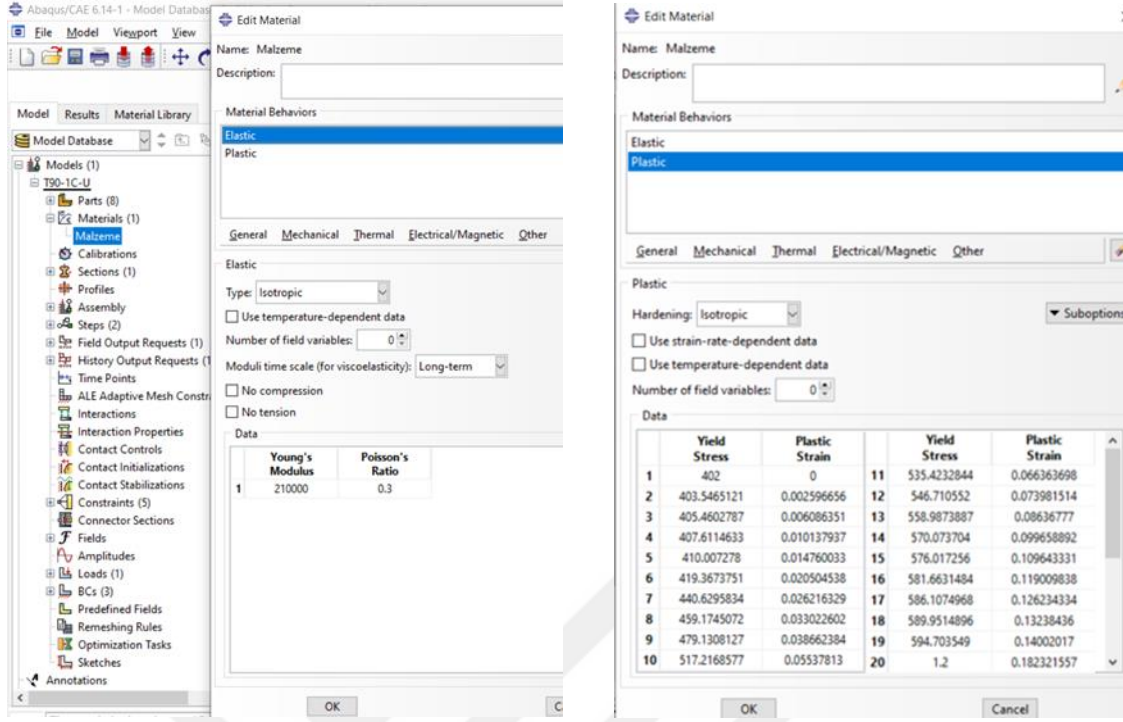 Abaqus/CAE 6.14-1 - Model Databas
File Model Viewport View
Model Results Material Library
Model Database
Models (1)
T90-1C-U
Parts (8)
Materials (1)
Malzeme
Calibrations
Sections (1)
Profiles
Assembly
Steps (2)
Field Output Requests (1)
History Output Requests (1
Time Points
ALE Adaptive Mesh Constr
Interactions
Interaction Properties
Contact Controls
Contact Initializations
Contact Stabilizations
Constraints (5)
Connector Sections
Fields
Amplitudes
Loads (1)
BCs (3)
Predefined Fields
Remeshing Rules
Optimization Tasks
Sketches
Annotations
Edit Material
Name: Malzeme
Description:
Material Behaviors
Elastic
Plastic
General Mechanical Thermal Electrical/Magnetic Other
Elastic
Type: Isotropic
Use temperature-dependent data
Number of field variables: 0
Moduli time scale (for viscoelasticity): Long-term
No compression
No tension
Data
Young's Modulus Poisson's Ratio
1 210000 0.3
OK C
Edit Material
Name: Malzeme
Description:
Material Behaviors
Elastic
Plastic
General Mechanical Thermal Electrical/Magnetic Other
Plastic
Hardening: Isotropic Suboptions
Use strain-rate-dependent data
Use temperature-dependent data
Number of field variables: 0
Data
Yield Stress Plastic Strain Yield Stress Plastic Strain
1 402 0 11 535.4232844 0.066363698
2 403.5465121 0.002596656 12 546.710552 0.073981514
3 405.4602787 0.006086351 13 558.9873887 0.08636777
4 407.6114633 0.010137937 14 570.073704 0.099658892
5 410.007278 0.014760033 15 576.017256 0.109643331
6 419.3673751 0.020504538 16 581.6631484 0.119009838
7 440.6295834 0.026216329 17 586.1074968 0.126234334
8 459.1745072 0.033022602 18 589.9514896 0.13238436
9 479.1308127 0.038662384 19 594.703549 0.14002017
10 517.2168577 0.05537813 20 1.2 0.182321557
OK Cancel